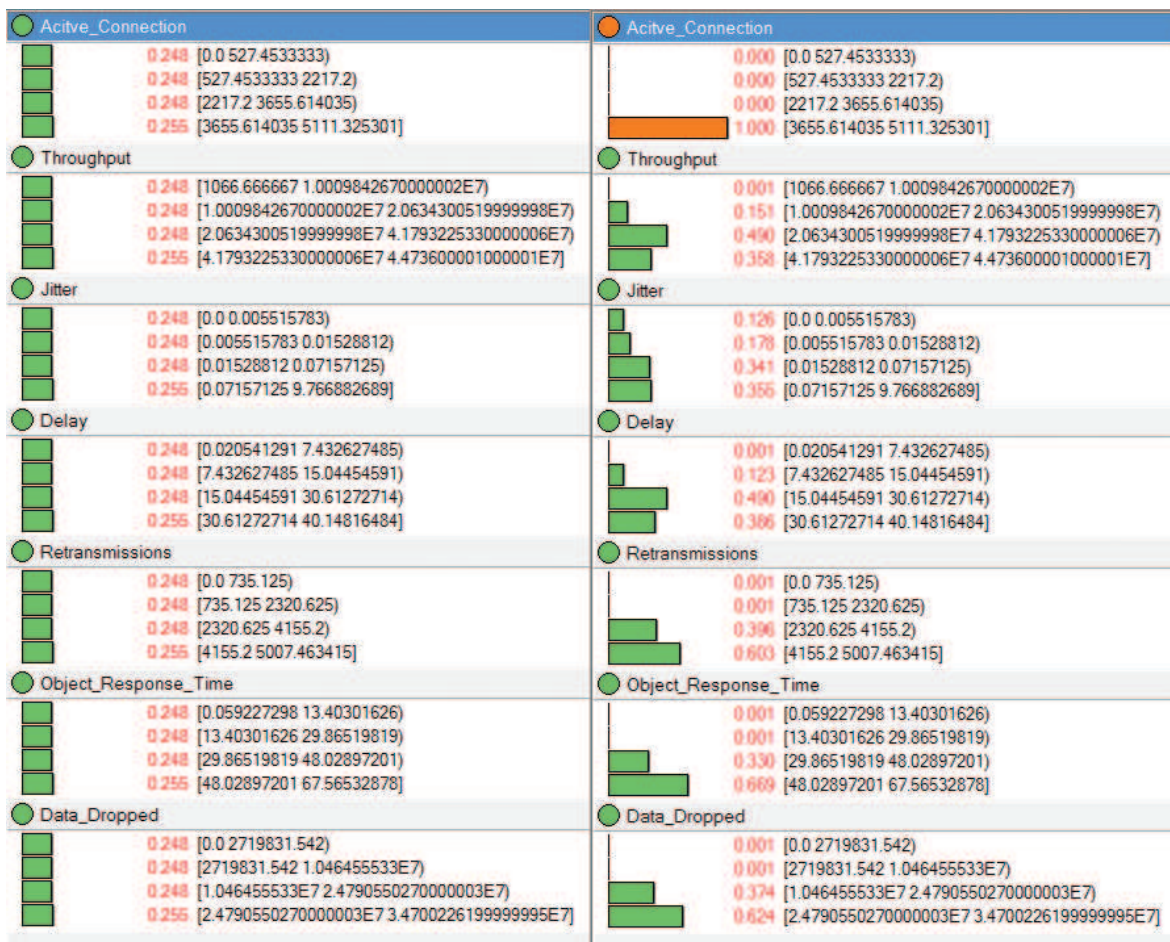 Acitve_Connection
0.248 [0.0 527.4533333)
0.248 [527.4533333 2217.2)
0.248 [2217.2 3655.614035)
0.255 [3655.614035 5111.325301]
Throughput
0.248 [1066.666667 1.0009842670000002E7)
0.248 [1.0009842670000002E7 2.0634300519999998E7)
0.248 [2.0634300519999998E7 4.1793225330000006E7)
0.255 [4.1793225330000006E7 4.473600001000001E7]
Jitter
0.248 [0.0 0.005515783)
0.248 [0.005515783 0.01528812)
0.248 [0.01528812 0.07157125)
0.255 [0.07157125 9.766882689]
Delay
0.248 [0.020541291 7.432627485)
0.248 [7.432627485 15.04454591)
0.248 [15.04454591 30.61272714)
0.255 [30.61272714 40.14816484]
Retransmissions
0.248 [0.0 735.125)
0.248 [735.125 2320.625)
0.248 [2320.625 4155.2)
0.255 [4155.2 5007.463415]
Object_Response_Time
0.248 [0.059227298 13.40301626)
0.248 [13.40301626 29.86519819)
0.248 [29.86519819 48.02897201)
0.255 [48.02897201 67.56532878]
Data_Dropped
0.248 [0.0 2719831.542)
0.248 [2719831.542 1.046455533E7)
0.248 [1.046455533E7 2.4790550270000003E7)
0.255 [2.4790550270000003E7 3.4700226199999995E7]
Acitve_Connection
0.000 [0.0 527.4533333)
0.000 [527.4533333 2217.2)
0.000 [2217.2 3655.614035)
1.000 [3655.614035 5111.325301]
Throughput
0.001 [1066.666667 1.0009842670000002E7)
0.151 [1.0009842670000002E7 2.0634300519999998E7)
0.490 [2.0634300519999998E7 4.1793225330000006E7)
0.358 [4.1793225330000006E7 4.473600001000001E7]
Jitter
0.126 [0.0 0.005515783)
0.178 [0.005515783 0.01528812)
0.341 [0.01528812 0.07157125)
0.355 [0.07157125 9.766882689]
Delay
0.001 [0.020541291 7.432627485)
0.123 [7.432627485 15.04454591)
0.490 [15.04454591 30.61272714)
0.386 [30.61272714 40.14816484]
Retransmissions
0.001 [0.0 735.125)
0.001 [735.125 2320.625)
0.396 [2320.625 4155.2)
0.603 [4155.2 5007.463415]
Object_Response_Time
0.001 [0.059227298 13.40301626)
0.001 [13.40301626 29.86519819)
0.330 [29.86519819 48.02897201)
0.669 [48.02897201 67.56532878]
Data_Dropped
0.001 [0.0 2719831.542)
0.001 [2719831.542 1.046455533E7)
0.374 [1.046455533E7 2.4790550270000003E7)
0.624 [2.4790550270000003E7 3.4700226199999995E7]